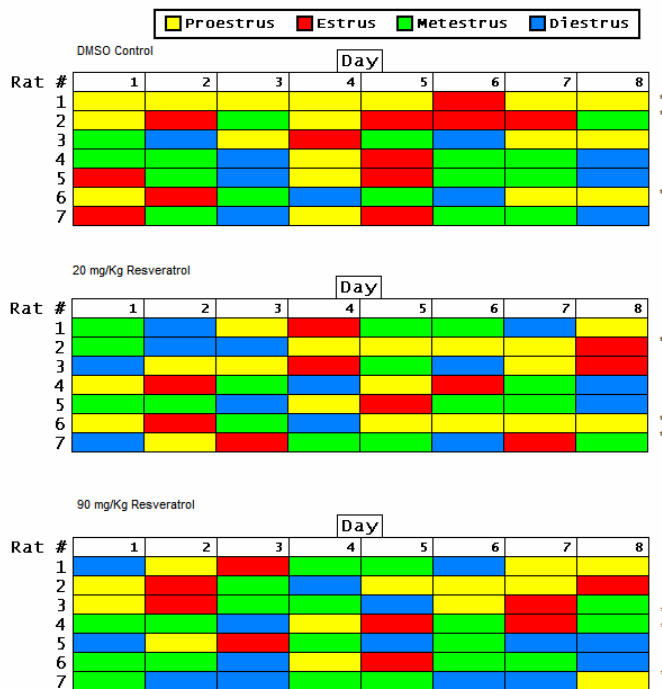 Proestrus Estrus Metestrus Diestrus
DMSO Control
Day
Rat # 1 2 3 4 5 6 7 8
1 *
2 *
3
4
5
6 *
7
20 mg/Kg Resveratrol
Day
Rat # 1 2 3 4 5 6 7 8
1
2 *
3
4
5
6 *
7 *
90 mg/Kg Resveratrol
Day
Rat # 1 2 3 4 5 6 7 8
1
2
3 *
4 *
5
6
7 *